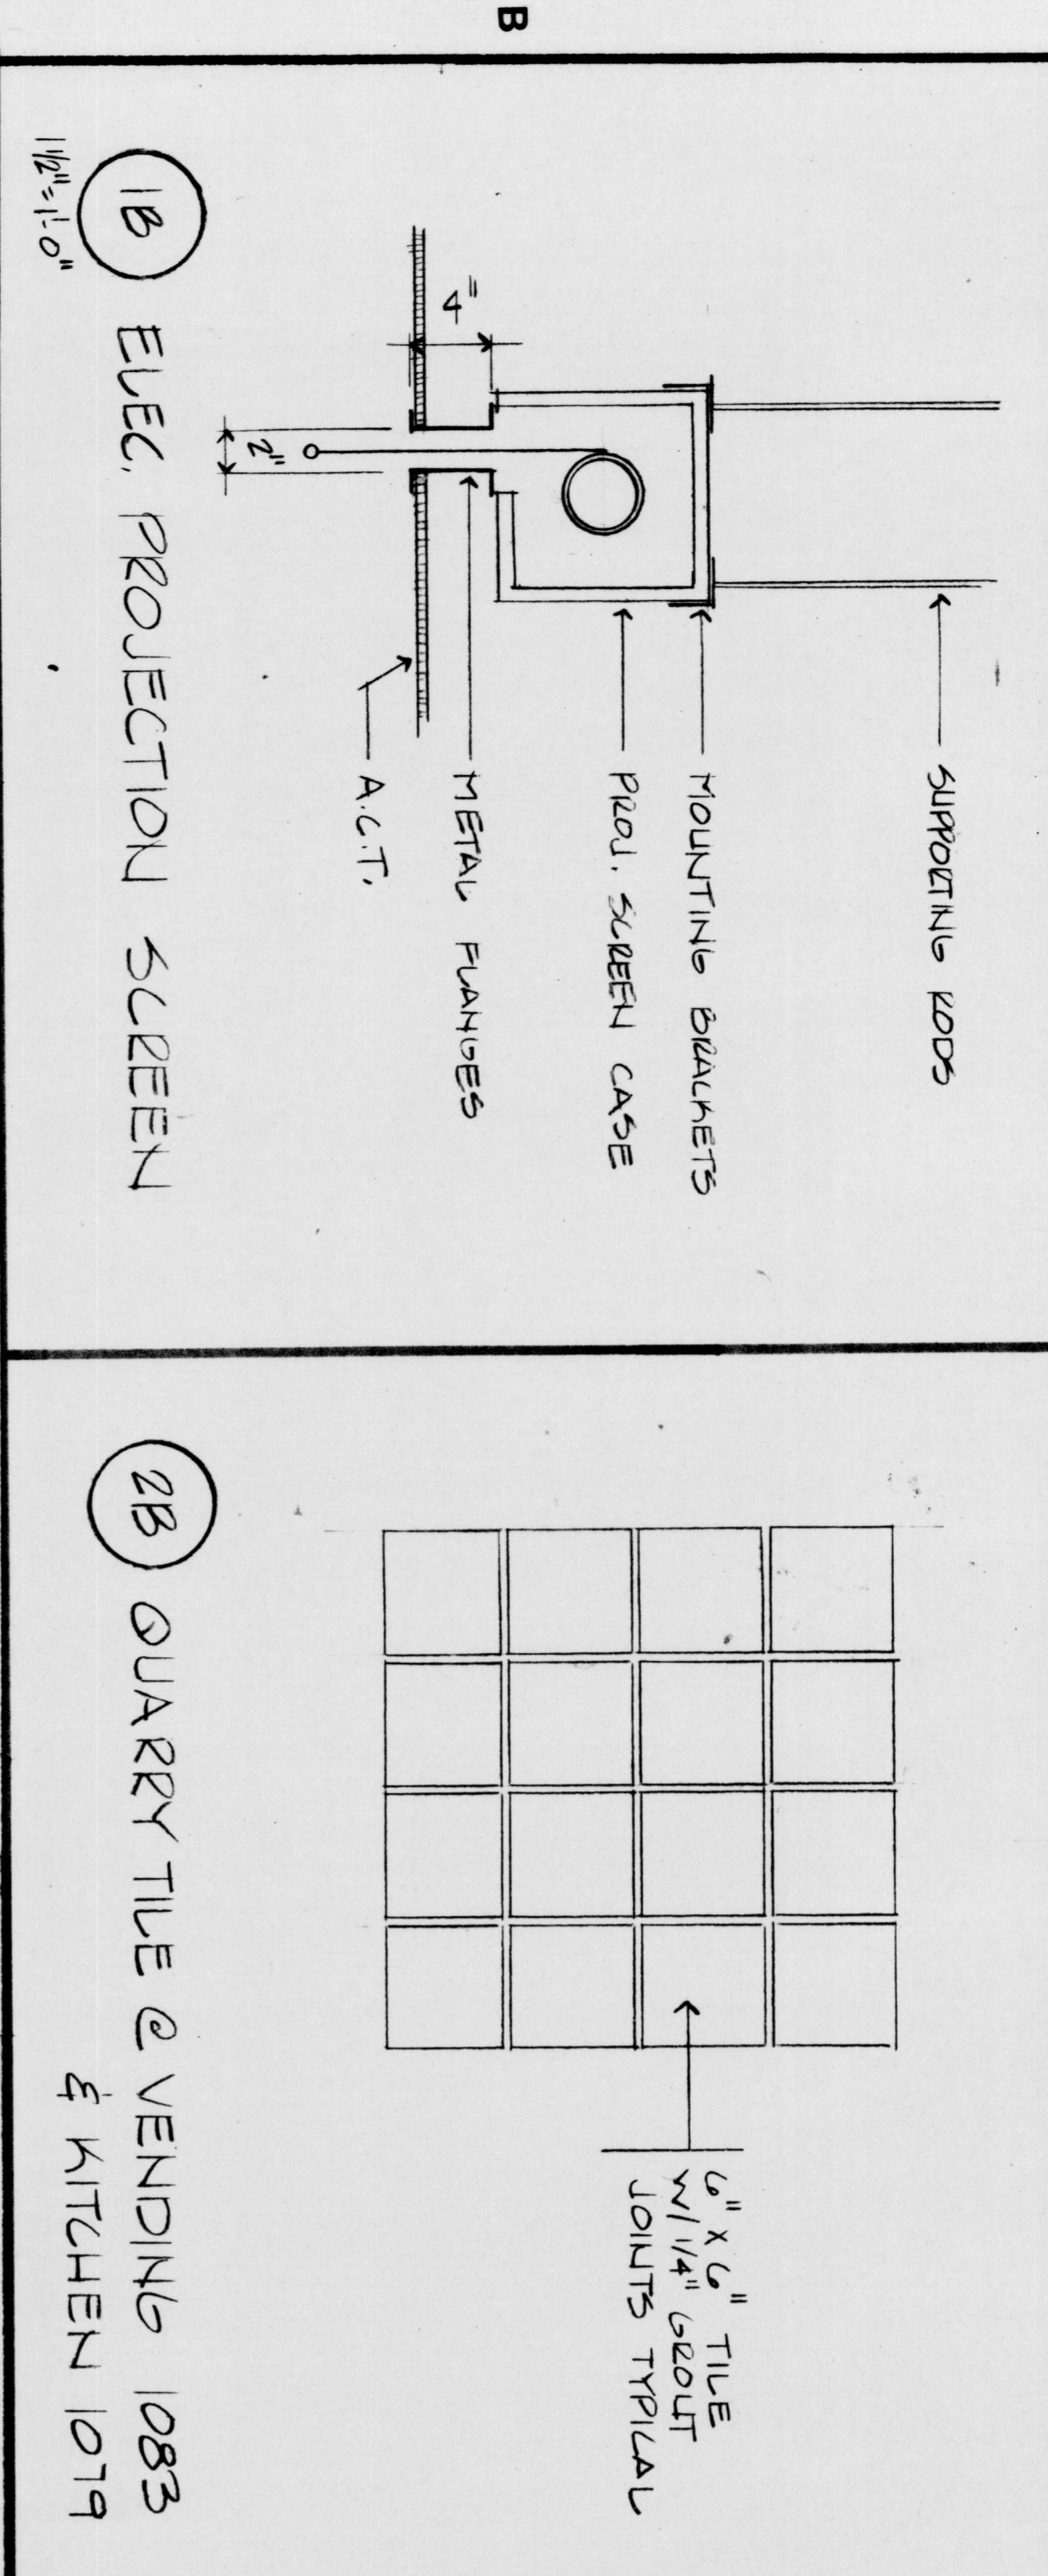 B
SUPPORTING RODS
MOUNTING BRACKETS
PROJ. SCREEN CASE
4"
METAL FLANGES
A.C.T.
2"
1B ELEC. PROJECTION SCREEN
1 1/2" = 1'-0"
6" X 6" TILE
W/ 1/4" GROUT
JOINTS TYPICAL
2B QUARRY TILE @ VENDING 1083
& KITCHEN 1079